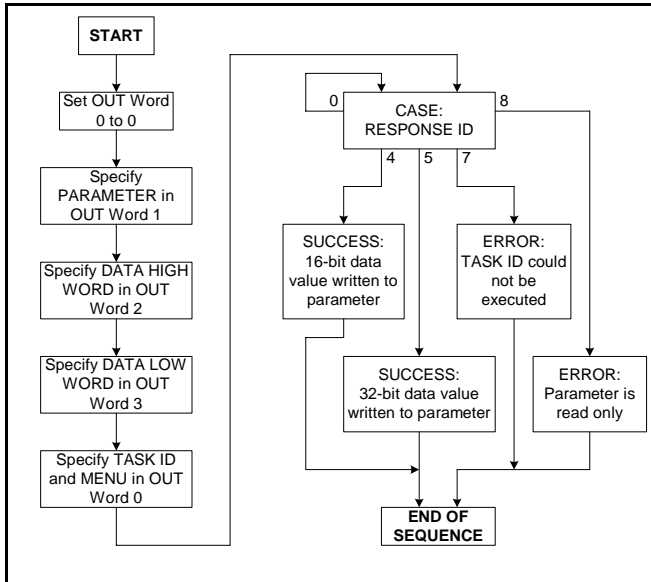 START
Set OUT Word
0 to 0
Specify
PARAMETER in
OUT Word 1
Specify DATA HIGH
WORD in OUT
Word 2
Specify DATA LOW
WORD in OUT
Word 3
Specify TASK ID
and MENU in OUT
Word 0
0
CASE:
RESPONSE ID
8
4
5
7
SUCCESS:
16-bit data
value written to
parameter
ERROR:
TASK ID could
not be
executed
SUCCESS:
32-bit data value
written to parameter
ERROR:
Parameter is
read only
END OF
SEQUENCE